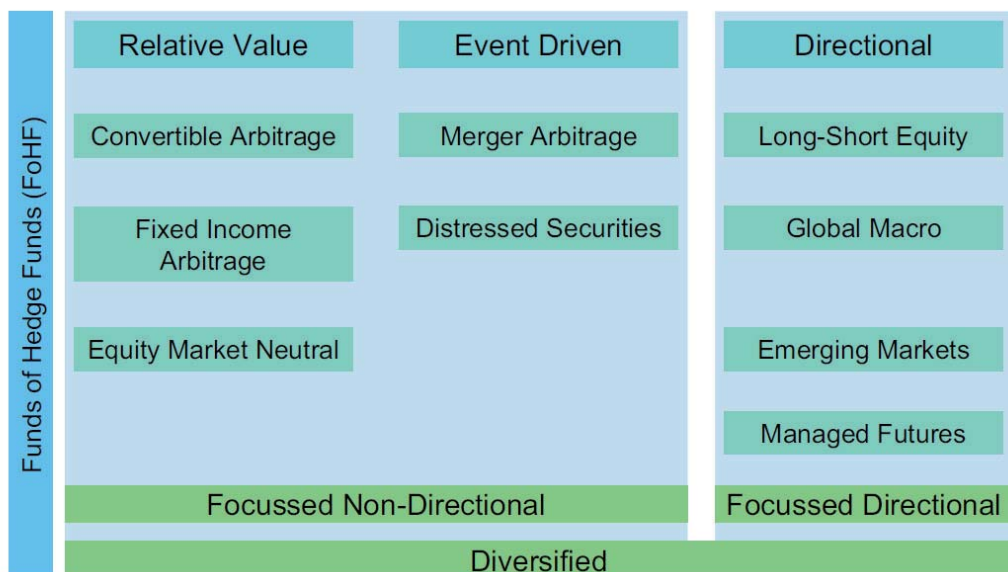 Funds of Hedge Funds (FoHF)
Relative Value
Event Driven
Directional
Convertible Arbitrage
Merger Arbitrage
Long-Short Equity
Fixed Income
Arbitrage
Distressed Securities
Global Macro
Equity Market Neutral
Emerging Markets
Managed Futures
Focussed Non-Directional
Focussed Directional
Diversified